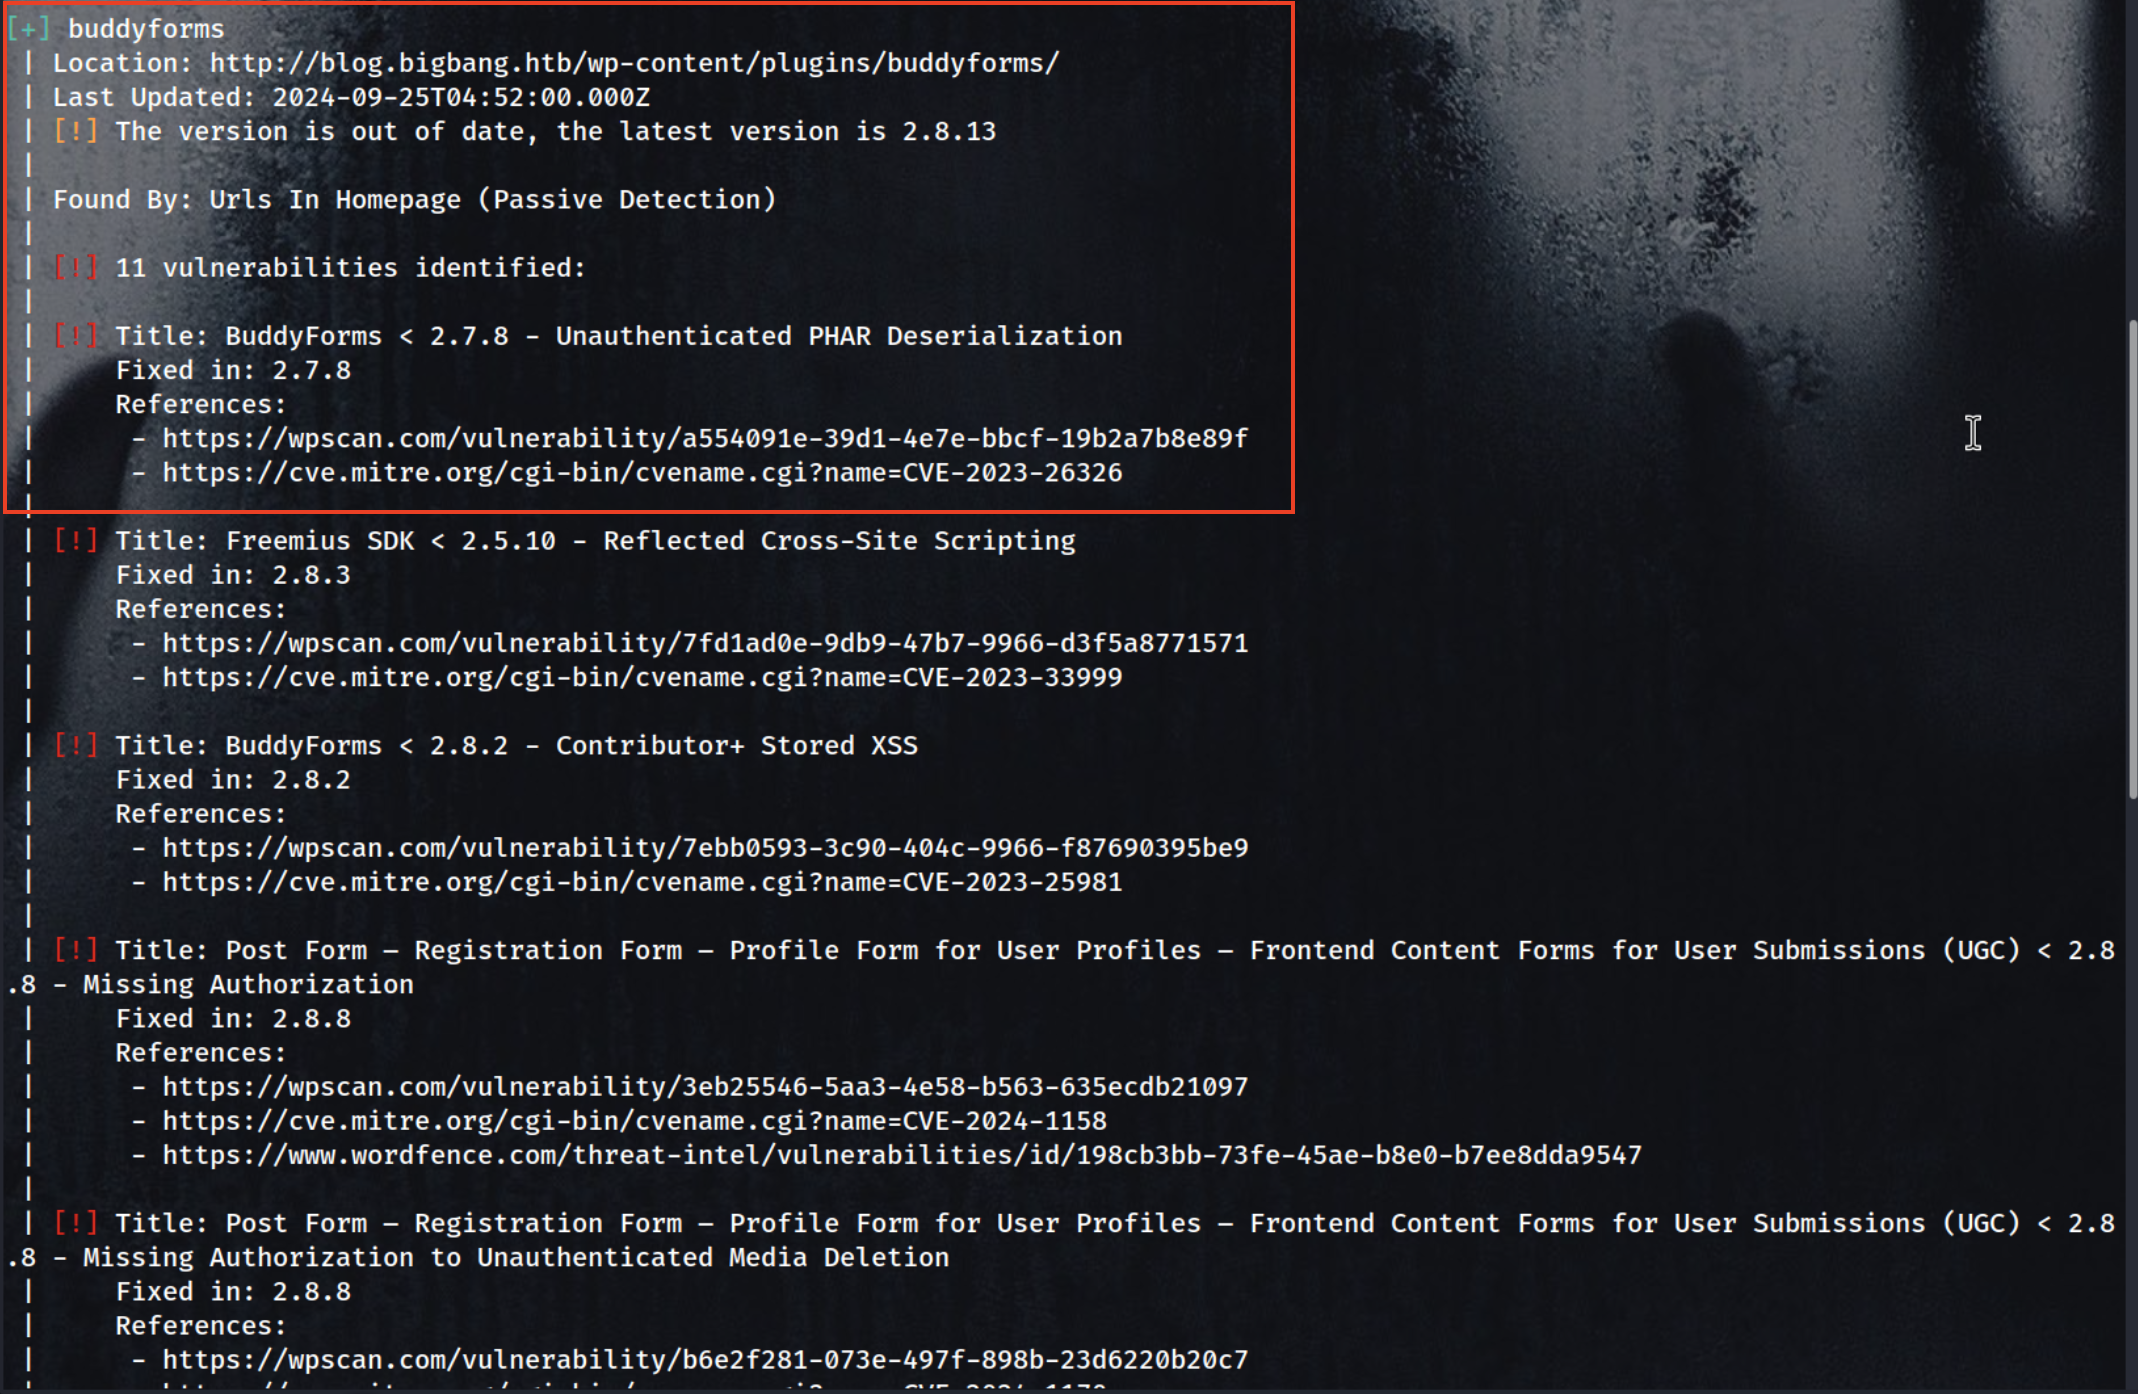 [+] buddyforms
| Location: http://blog.bigbang.htb/wp-content/plugins/buddyforms/
| Last Updated: 2024-09-25T04:52:00.000Z
| [!] The version is out of date, the latest version is 2.8.13
|
| Found By: Urls In Homepage (Passive Detection)
|
| [!] 11 vulnerabilities identified:
|
| [!] Title: BuddyForms < 2.7.8 - Unauthenticated PHAR Deserialization
|     Fixed in: 2.7.8
|     References:
|      - https://wpscan.com/vulnerability/a554091e-39d1-4e7e-bbcf-19b2a7b8e89f
|      - https://cve.mitre.org/cgi-bin/cvename.cgi?name=CVE-2023-26326
|
| [!] Title: Freemius SDK < 2.5.10 - Reflected Cross-Site Scripting
|     Fixed in: 2.8.3
|     References:
|      - https://wpscan.com/vulnerability/7fd1ad0e-9db9-47b7-9966-d3f5a8771571
|      - https://cve.mitre.org/cgi-bin/cvename.cgi?name=CVE-2023-33999
|
| [!] Title: BuddyForms < 2.8.2 - Contributor+ Stored XSS
|     Fixed in: 2.8.2
|     References:
|      - https://wpscan.com/vulnerability/7ebb0593-3c90-404c-9966-f87690395be9
|      - https://cve.mitre.org/cgi-bin/cvename.cgi?name=CVE-2023-25981
|
| [!] Title: Post Form – Registration Form – Profile Form for User Profiles – Frontend Content Forms for User Submissions (UGC) < 2.8
.8 - Missing Authorization
|     Fixed in: 2.8.8
|     References:
|      - https://wpscan.com/vulnerability/3eb25546-5aa3-4e58-b563-635ecdb21097
|      - https://cve.mitre.org/cgi-bin/cvename.cgi?name=CVE-2024-1158
|      - https://www.wordfence.com/threat-intel/vulnerabilities/id/198cb3bb-73fe-45ae-b8e0-b7ee8dda9547
|
| [!] Title: Post Form – Registration Form – Profile Form for User Profiles – Frontend Content Forms for User Submissions (UGC) < 2.8
.8 - Missing Authorization to Unauthenticated Media Deletion
|     Fixed in: 2.8.8
|     References:
|      - https://wpscan.com/vulnerability/b6e2f281-073e-497f-898b-23d6220b20c7